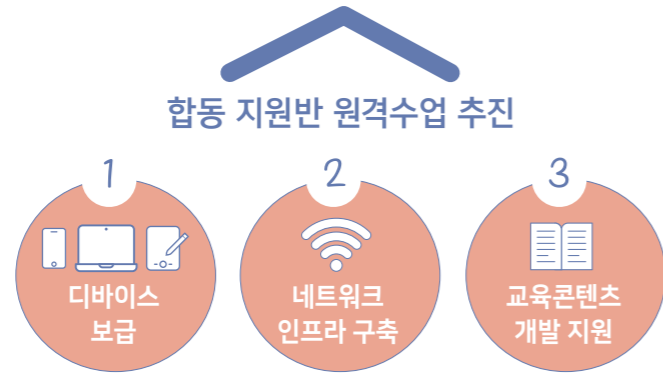 합동 지원반 원격수업 추진
1
디바이스
보급
2
네트워크
인프라 구축
3
교육콘텐츠
개발 지원